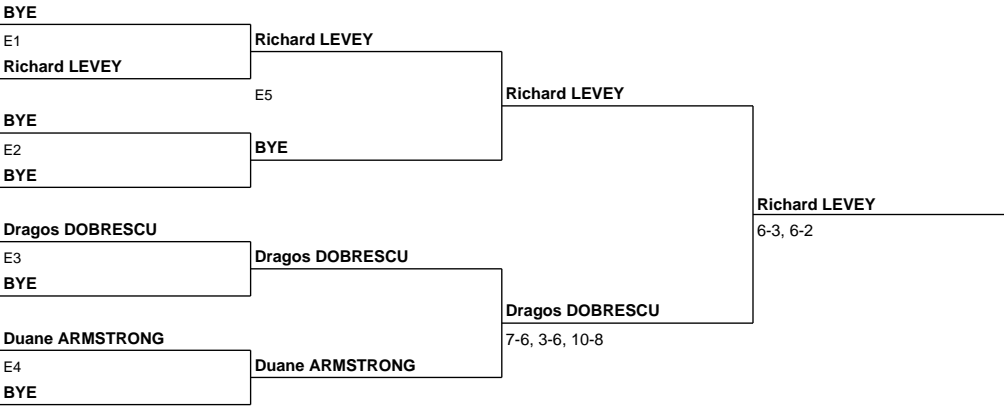 BYE
E1
Richard LEVEY
BYE
E2
BYE
Dragos DOBRESCU
E3
BYE
Duane ARMSTRONG
E4
BYE
Richard LEVEY
E5
BYE
Dragos DOBRESCU
Duane ARMSTRONG
Richard LEVEY
Dragos DOBRESCU
7-6, 3-6, 10-8
Richard LEVEY
6-3, 6-2